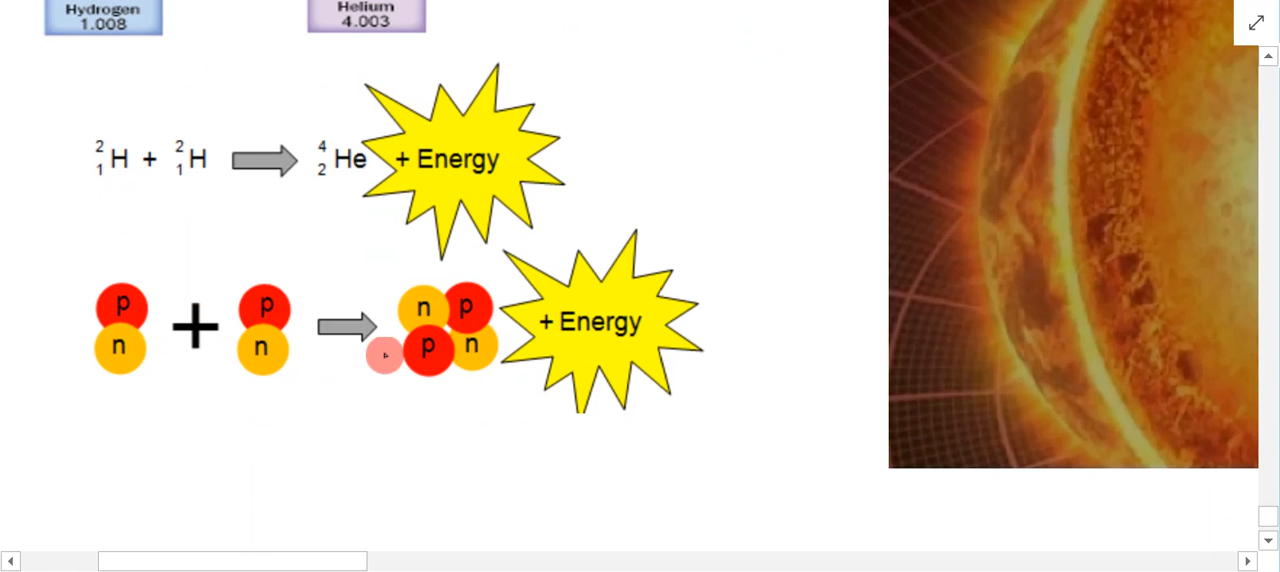 Hydrogen
1.008
Helium
4.003
²₁H + ²₁H ⁴₂He + Energy
p
n
+
p
n
n p
p n
+ Energy